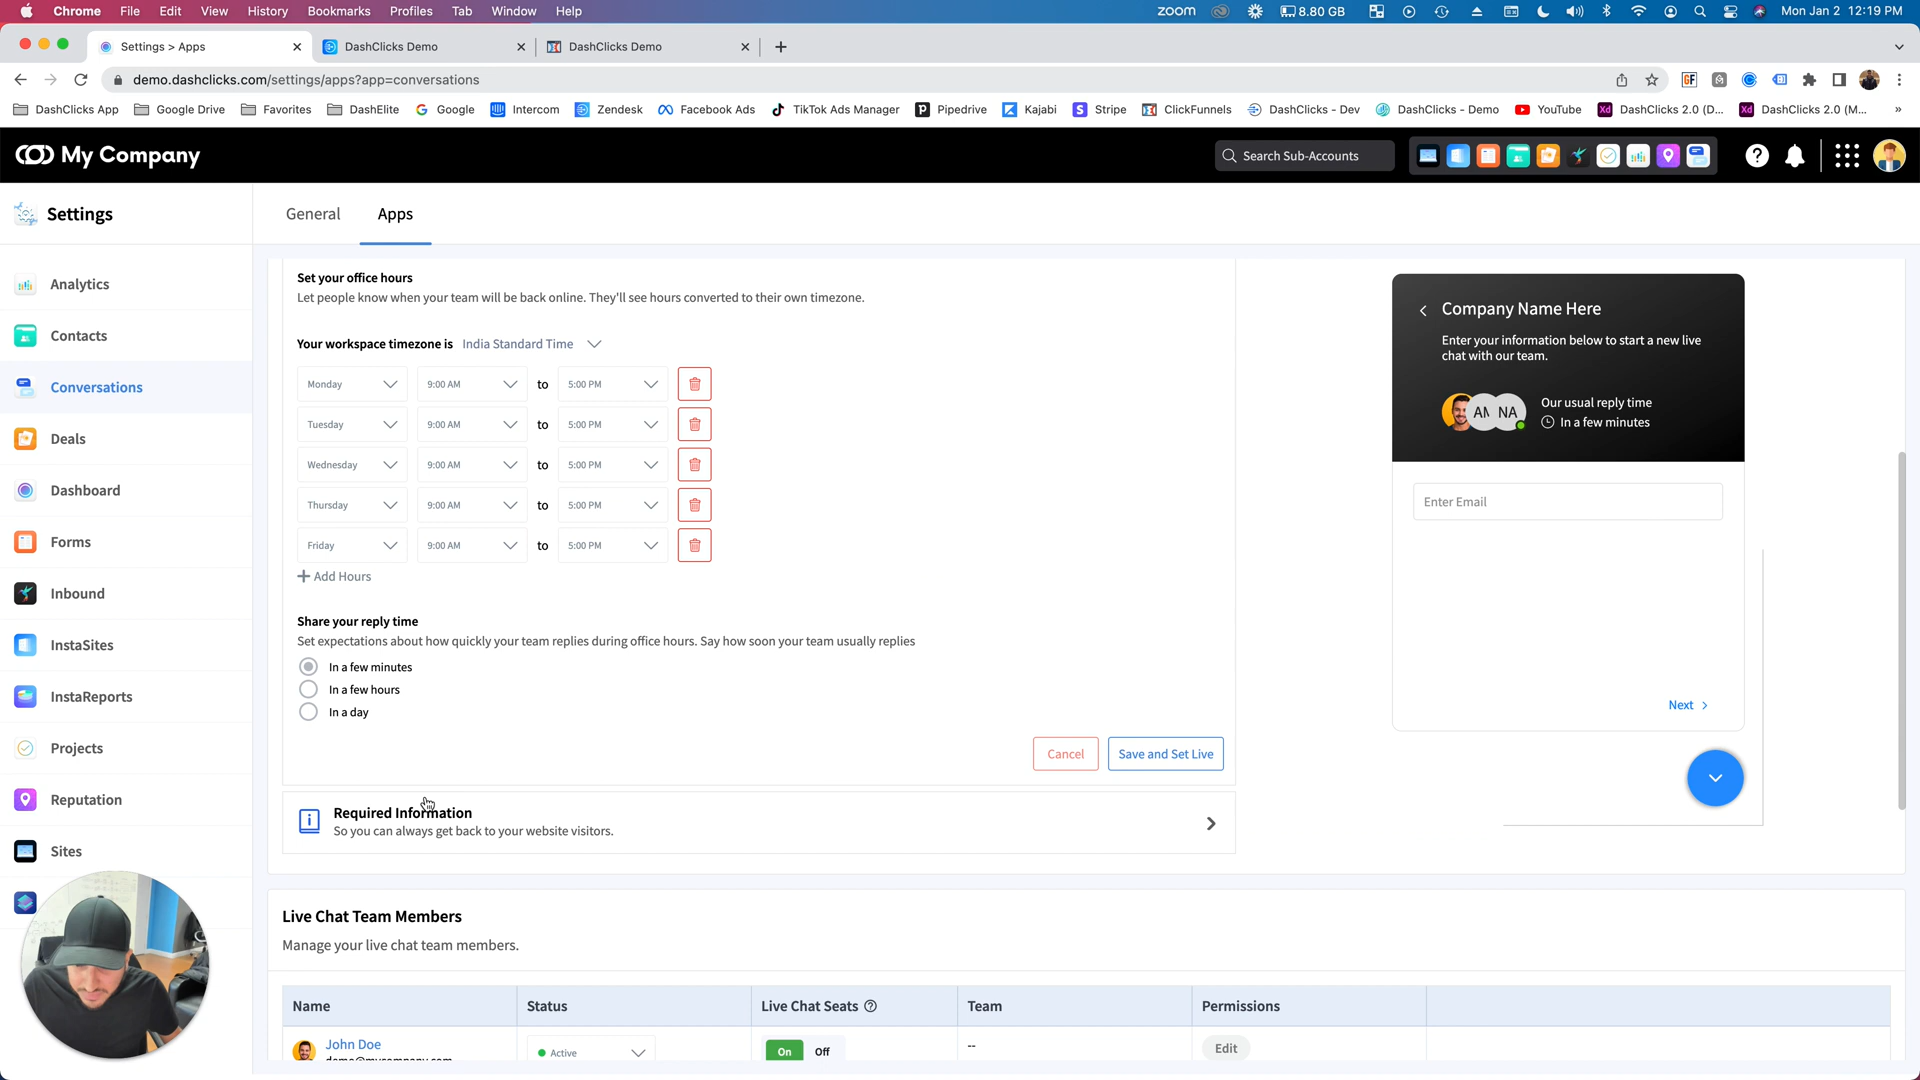 Chrome File Edit View History Bookmarks Profiles Tab Window Help zoom 8.80 GB Mon Jan 2 12:19 PM
Settings > Apps DashClicks Demo DashClicks Demo
demo.dashclicks.com/settings/apps?app=conversations
DashClicks App Google Drive Favorites DashElite Google Intercom Zendesk Facebook Ads TikTok Ads Manager Pipedrive Kajabi Stripe ClickFunnels DashClicks - Dev DashClicks - Demo YouTube DashClicks 2.0 (D... DashClicks 2.0 (M...
My Company Search Sub-Accounts
Settings General Apps
Analytics
Contacts
Conversations
Deals
Dashboard
Forms
Inbound
InstaSites
InstaReports
Projects
Reputation
Sites
Set your office hours
Let people know when your team will be back online. They'll see hours converted to their own timezone.
Your workspace timezone is India Standard Time
Monday 9:00 AM to 5:00 PM
Tuesday 9:00 AM to 5:00 PM
Wednesday 9:00 AM to 5:00 PM
Thursday 9:00 AM to 5:00 PM
Friday 9:00 AM to 5:00 PM
+ Add Hours
Share your reply time
Set expectations about how quickly your team replies during office hours. Say how soon your team usually replies
In a few minutes
In a few hours
In a day
Cancel Save and Set Live
Required Information
So you can always get back to your website visitors.
Company Name Here
Enter your information below to start a new live
chat with our team.
NA
Our usual reply time
In a few minutes
Enter Email
Next
Live Chat Team Members
Manage your live chat team members.
Name Status Live Chat Seats Team Permissions
John Doe Active On Off -- Edit